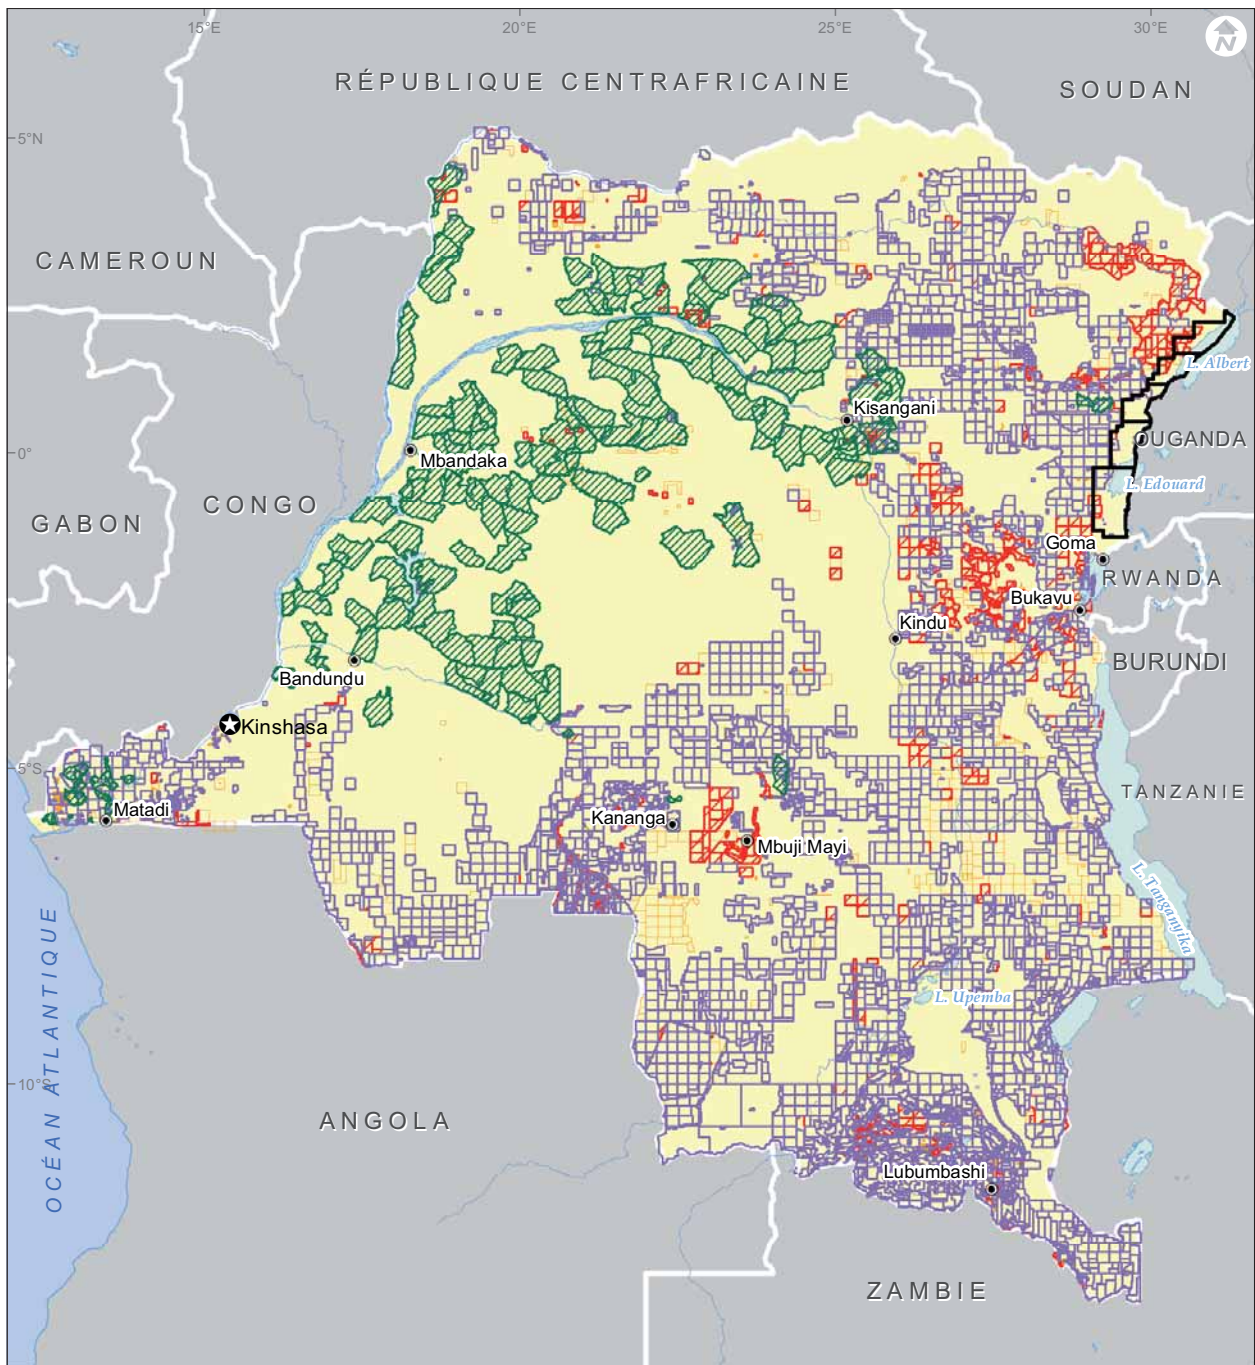 15°E
20°E
25°E
30°E
N
RÉPUBLIQUE CENTRAFRICAINE
SOUDAN
5°N
CAMEROUN
L. Albert
Kisangani
OUGANDA
0°
Mbandaka
L. Edouard
CONGO
GABON
Goma
RWANDA
Bukavu
Kindu
BURUNDI
Bandundu
Kinshasa
5°S
TANZANIE
Matadi
Kananga
Mbuji Mayi
L. Tanganyika
OCÉAN ATLANTIQUE
L. Upemba
10°S
ANGOLA
Lubumbashi
ZAMBIE